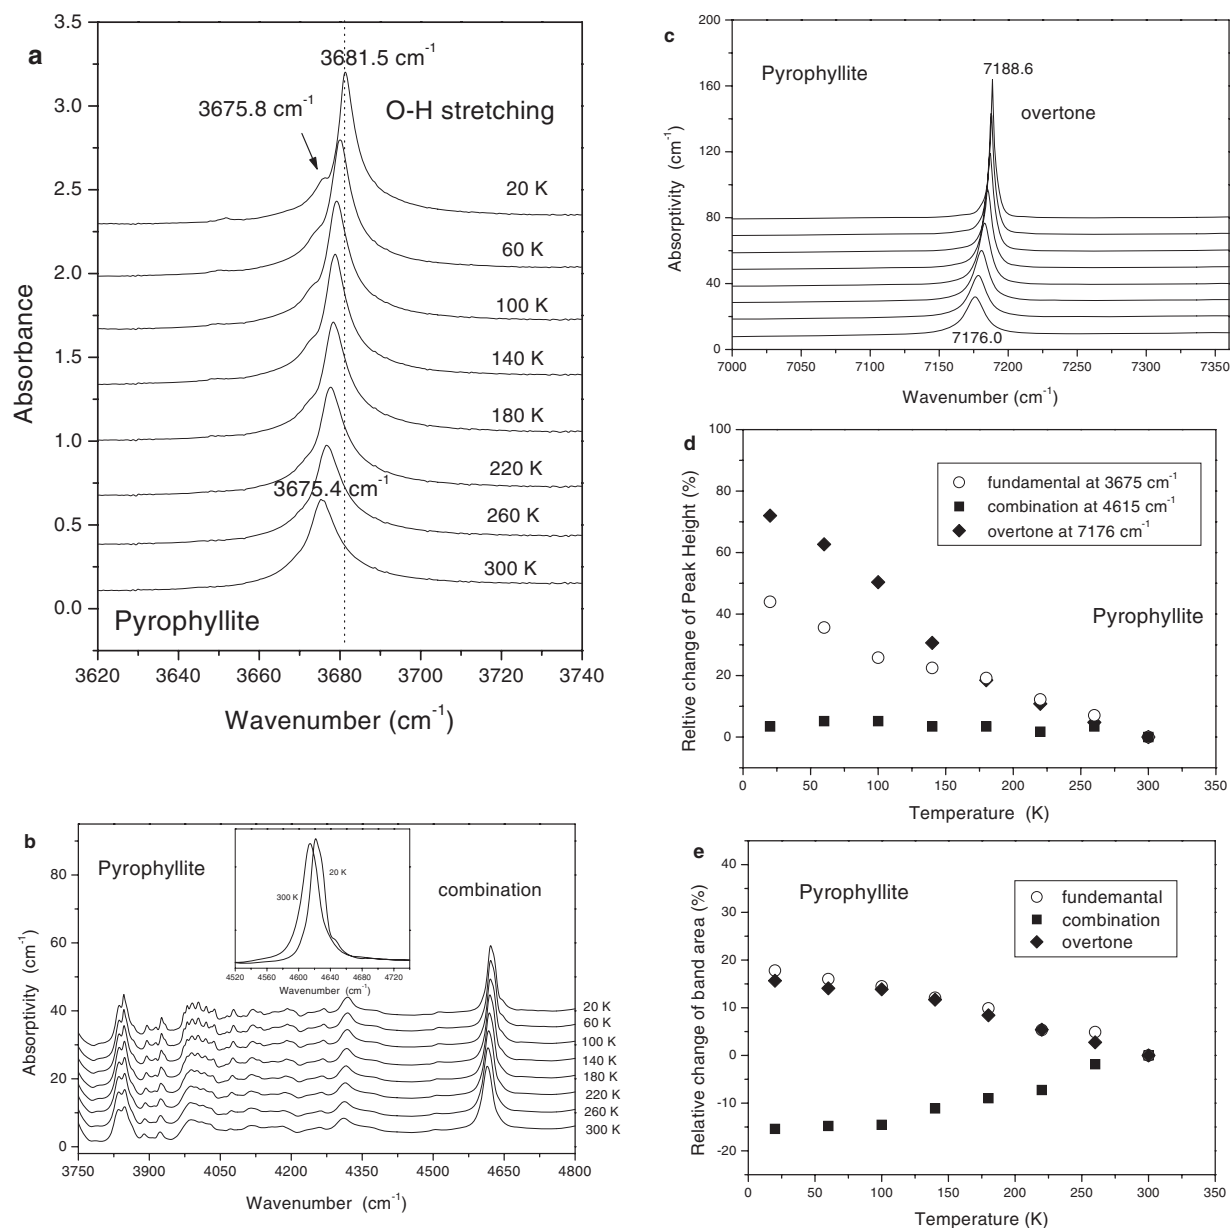 a
3681.5 cm⁻¹
3675.8 cm⁻¹
O-H stretching
20 K
60 K
100 K
140 K
180 K
220 K
3675.4 cm⁻¹
260 K
300 K
Pyrophyllite
3.5
3.0
2.5
2.0
1.5
1.0
0.5
0.0
Absorbance
3620 3640 3660 3680 3700 3720 3740
Wavenumber (cm⁻¹)
b
Pyrophyllite
combination
20 K
300 K
4520 4560 4600 4640 4680 4720
Wavenumber (cm⁻¹)
80
60
40
20
0
Absorptivity (cm⁻¹)
20 K
60 K
100 K
140 K
180 K
220 K
260 K
300 K
3750 3900 4050 4200 4350 4500 4650 4800
Wavenumber (cm⁻¹)
c
Pyrophyllite
7188.6
overtone
7176.0
200
160
120
80
40
0
Absorptivity (cm⁻¹)
7000 7050 7100 7150 7200 7250 7300 7350
Wavenumber (cm⁻¹)
d
fundamental at 3675 cm⁻¹
combination at 4615 cm⁻¹
overtone at 7176 cm⁻¹
Pyrophyllite
100
80
60
40
20
0
Reltive change of Peak Height (%)
0 50 100 150 200 250 300 350
Temperature (K)
e
Pyrophyllite
fundemantal
combination
overtone
40
30
20
10
0
-10
-20
Relative change of band area (%)
0 50 100 150 200 250 300 350
Temperature (K)